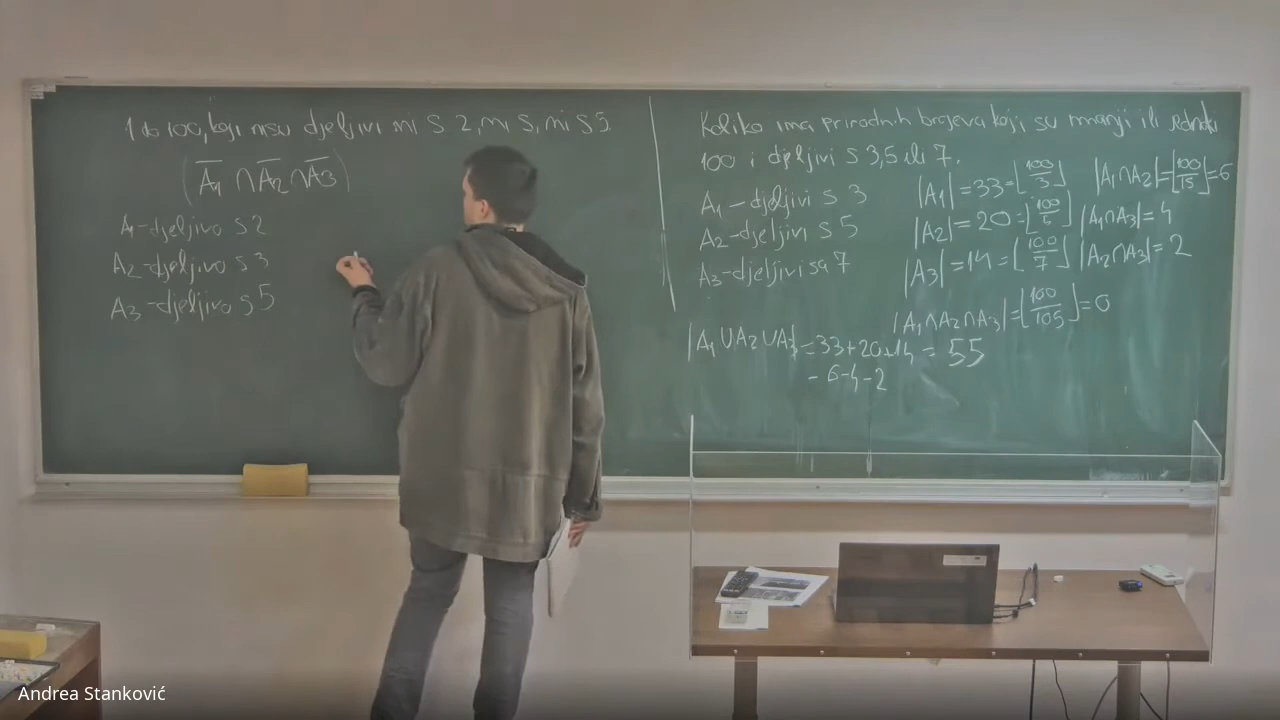 1 do 100, koji nisu djeljivi ni s 2, ni s, ni s 5
(A̅₁ ∩ A̅₂ ∩ A̅₃)
A₁ - djeljivo s 2
A₂ - djeljivo s 3
A₃ - djeljivo s 5
Koliko ima prirodnih brojeva koji su manji ili jednaki
100 i djeljivi s 3, 5 ili 7.
A₁ - djeljivi s 3
A₂ - djeljivi s 5
A₃ - djeljivi sa 7
|A₁| = 33 = ⌊100/3⌋
|A₂| = 20 = ⌊100/5⌋
|A₃| = 14 = ⌊100/7⌋
|A₁∩A₂| = ⌊100/15⌋ = 6
|A₁∩A₃| = 4
|A₂∩A₃| = 2
|A₁∩A₂∩A₃| = ⌊100/105⌋ = 0
|A₁∪A₂∪A₃| = 33+20+14 = 55
- 6-4-2
Andrea Stanković